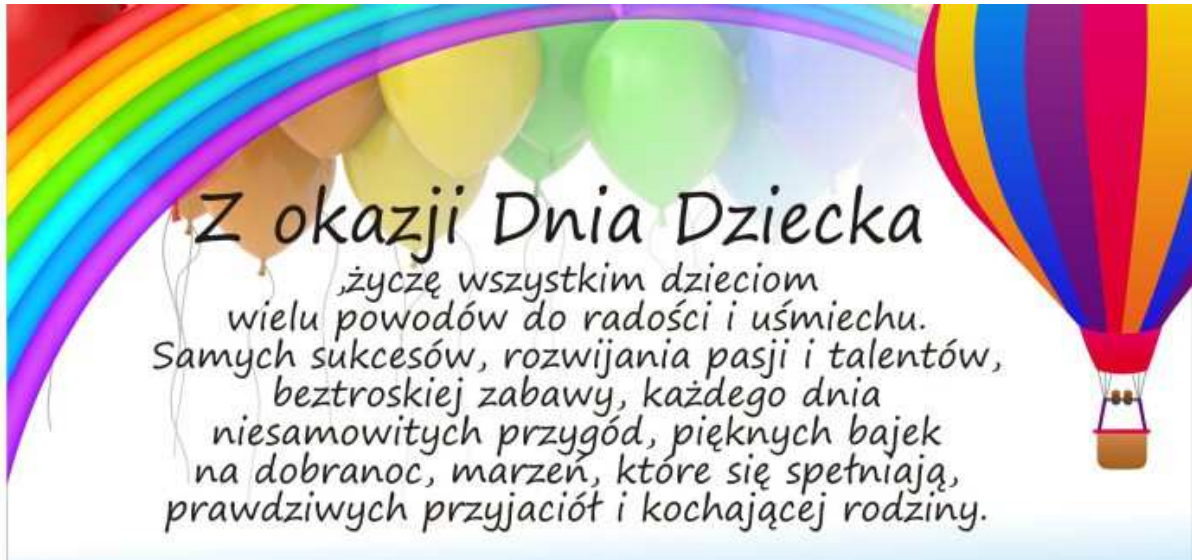 Z okazji Dnia Dziecka
,życzę wszystkim dzieciom
wielu powodów do radości i uśmiechu.
Samych sukcesów, rozwijania pasji i talentów,
beztroskiej zabawy, każdego dnia
niesamowitych przygód, pięknych bajek
na dobranoc, marzeń, które się spełniają,
prawdziwych przyjaciół i kochającej rodziny.